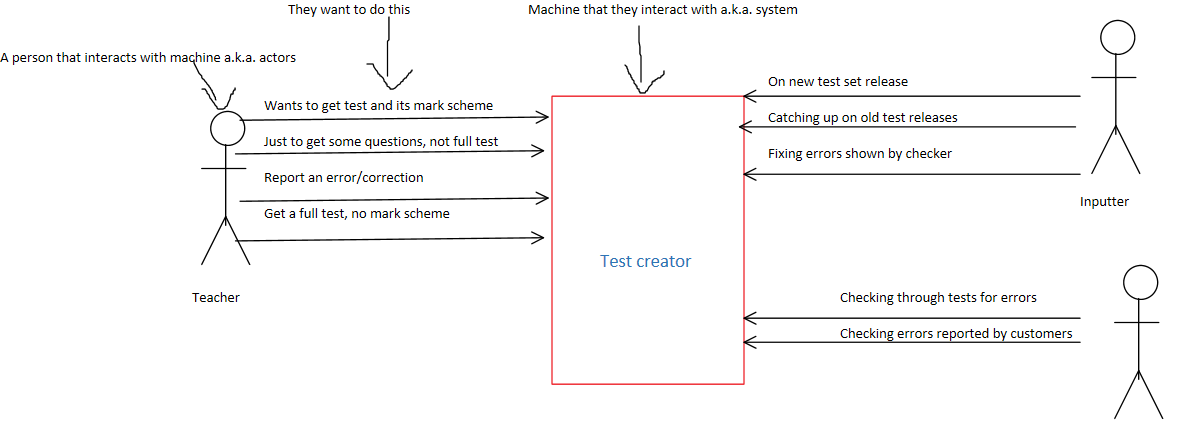 They want to do this
Machine that they interact with a.k.a. system
A person that interacts with machine a.k.a. actors
Wants to get test and its mark scheme
Just to get some questions, not full test
Report an error/correction
Get a full test, no mark scheme
Teacher
Test creator
On new test set release
Catching up on old test releases
Fixing errors shown by checker
Inputter
Checking through tests for errors
Checking errors reported by customers